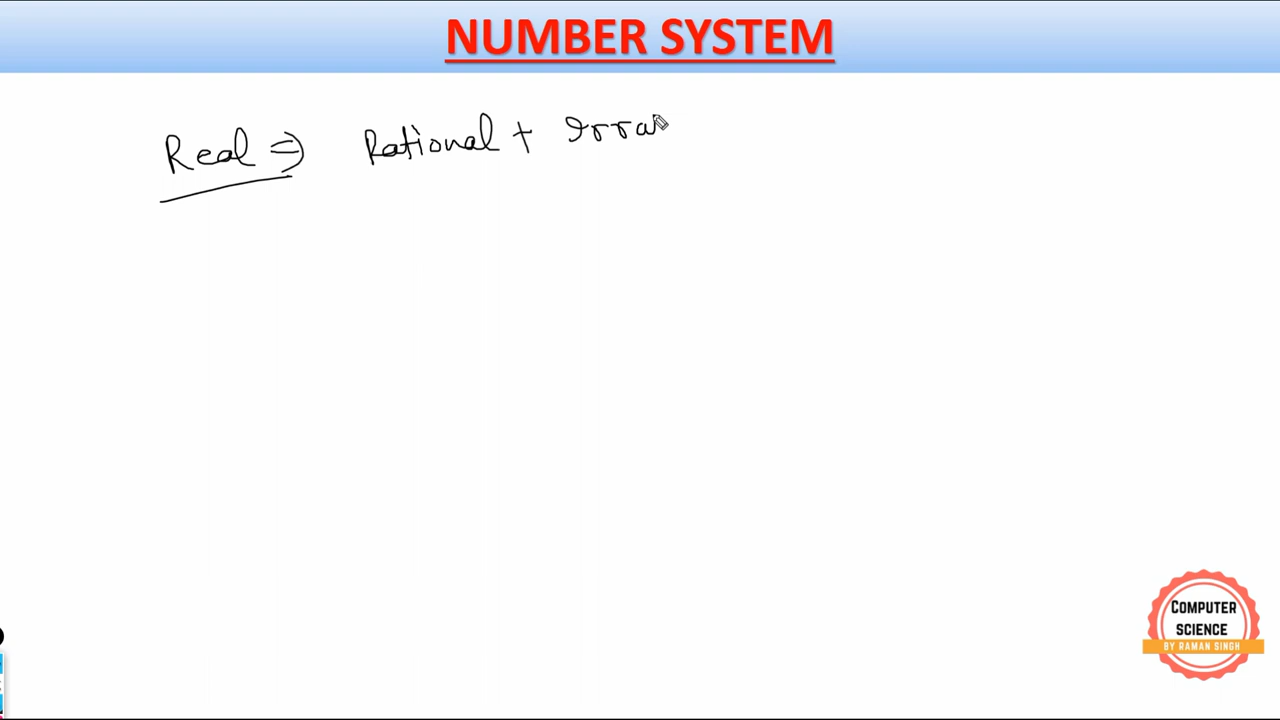 NUMBER SYSTEM
Real ⇒ Rational + Irra
COMPUTER
SCIENCE
BY RAMAN SINGH